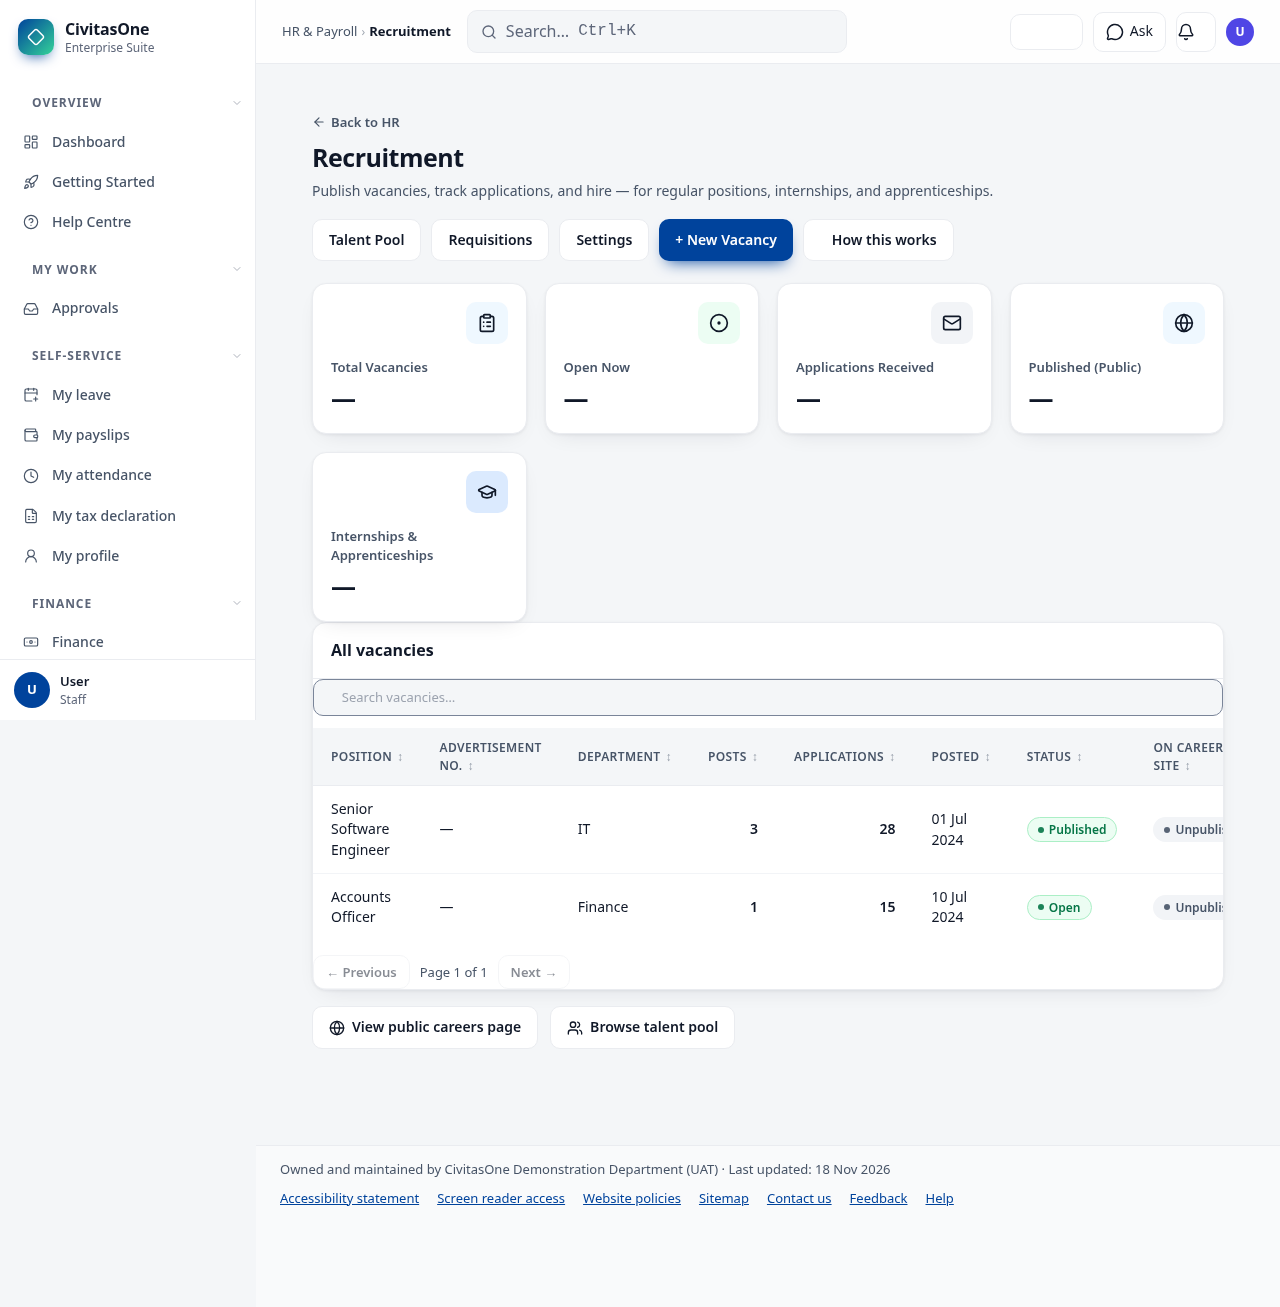 CivitasOne
Enterprise Suite
OVERVIEW
Dashboard
Getting Started
Help Centre
MY WORK
Approvals
SELF-SERVICE
My leave
My payslips
My attendance
My tax declaration
My profile
FINANCE
Finance
U
User
Staff
HR & Payroll › Recruitment
Search... Ctrl+K
Ask
U
← Back to HR
Recruitment
Publish vacancies, track applications, and hire — for regular positions, internships, and apprenticeships.
Talent Pool
Requisitions
Settings
+ New Vacancy
How this works
Total Vacancies
—
Open Now
—
Applications Received
—
Published (Public)
—
Internships &
Apprenticeships
—
All vacancies
Search vacancies...
POSITION ↕
ADVERTISEMENT
NO. ↕
DEPARTMENT ↕
POSTS ↕
APPLICATIONS ↕
POSTED ↕
STATUS ↕
ON CAREER
SITE ↕
Senior
Software
Engineer
—
IT
3
28
01 Jul
2024
Published
Unpublis
Accounts
Officer
—
Finance
1
15
10 Jul
2024
Open
Unpublis
← Previous
Page 1 of 1
Next →
View public careers page
Browse talent pool
Owned and maintained by CivitasOne Demonstration Department (UAT) · Last updated: 18 Nov 2026
Accessibility statement
Screen reader access
Website policies
Sitemap
Contact us
Feedback
Help